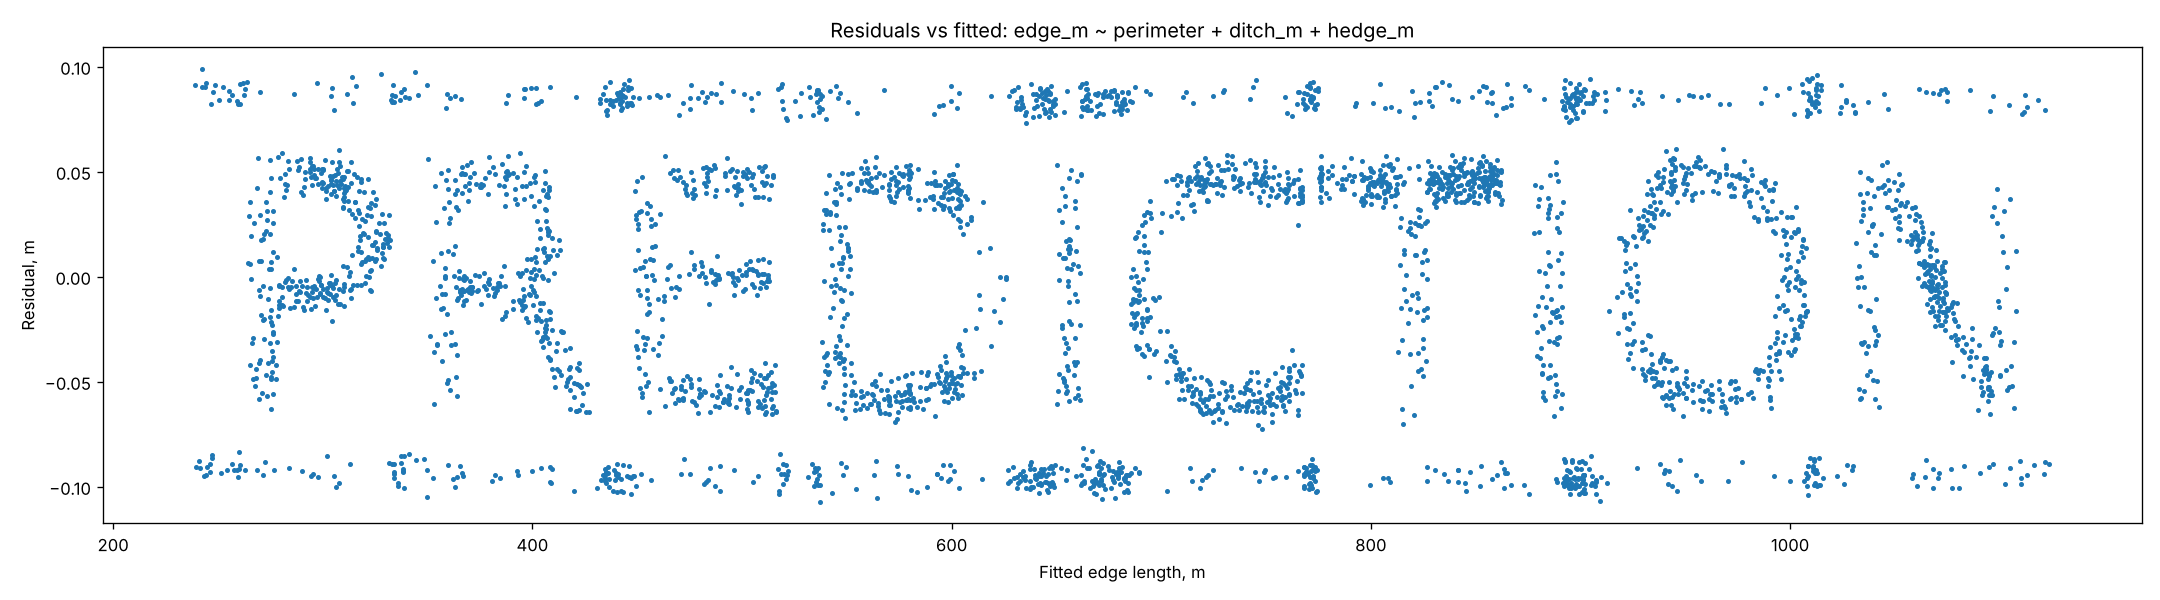 Residuals vs fitted: edge_m ~ perimeter + ditch_m + hedge_m
0.10
0.05
0.00
−0.05
−0.10
Residual, m
PREDICTION
200 400 600 800 1000
Fitted edge length, m